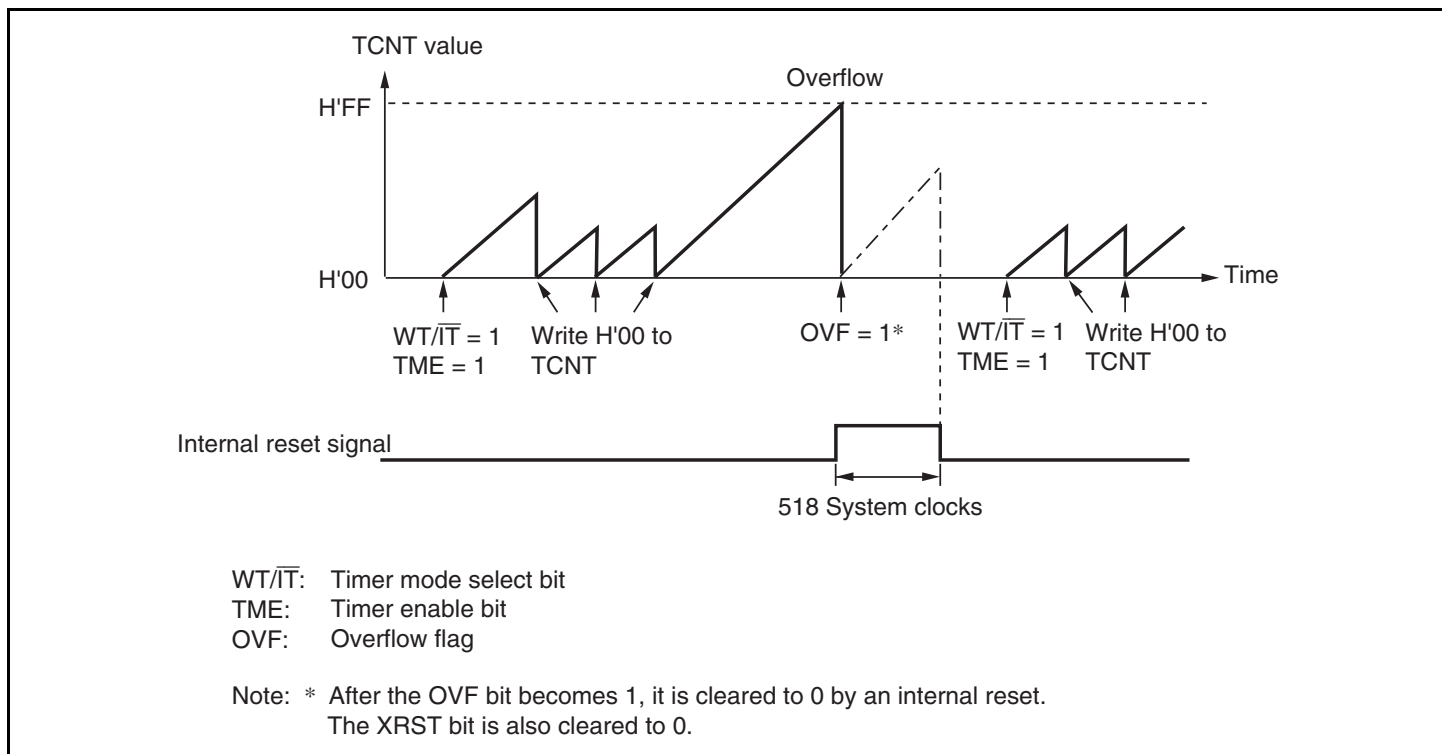 TCNT value
Overflow
H'FF
H'00
Time
WT/I̅T̅ = 1
TME = 1
Write H'00 to
TCNT
OVF = 1*
WT/I̅T̅ = 1
TME = 1
Write H'00 to
TCNT
Internal reset signal
518 System clocks
WT/I̅T̅: Timer mode select bit
TME: Timer enable bit
OVF: Overflow flag
Note: * After the OVF bit becomes 1, it is cleared to 0 by an internal reset.
The XRST bit is also cleared to 0.